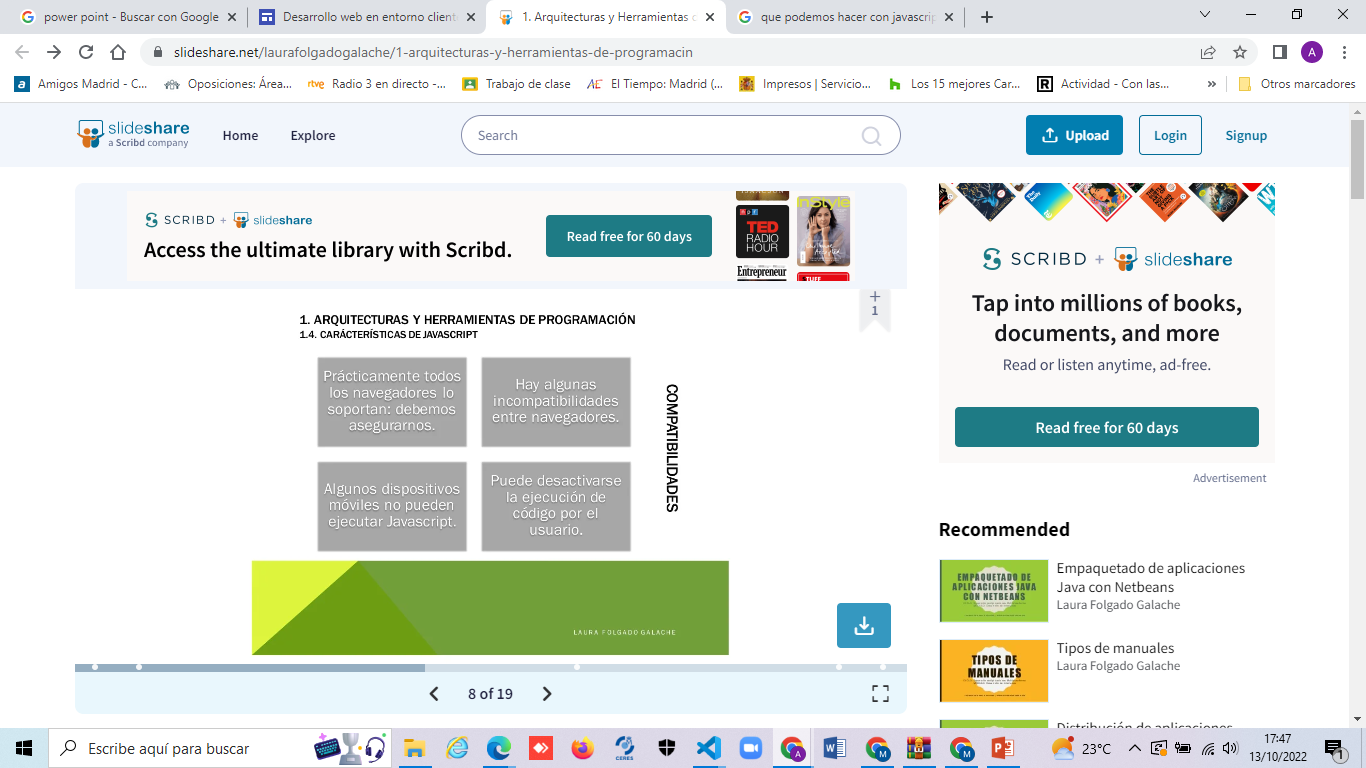 power point - Buscar con Google
Desarrollo web en entorno client
1. Arquitecturas y Herramientas d
que podemos hacer con javascrip
slideshare.net/laurafolgadogalache/1-arquitecturas-y-herramientas-de-programacin
A
a
Amigos Madrid - C...
Oposiciones: Área...
rtve
Radio 3 en directo -...
Trabajo de clase
El Tiempo: Madrid (...
Impresos | Servicio...
Los 15 mejores Car...
R
Actividad - Con las...
»
Otros marcadores
slideshare
a Scribd company
Home
Explore
Search
Upload
Login
Signup
SCRIBD + slideshare
Access the ultimate library with Scribd.
Read free for 60 days
TED
RADIO
HOUR
InStyle
Entrepreneur
+
1
1. ARQUITECTURAS Y HERRAMIENTAS DE PROGRAMACIÓN
1.4. CARÁCTERÍSTICAS DE JAVASCRIPT
Prácticamente todos
los navegadores lo
soportan: debemos
asegurarnos.
Hay algunas
incompatibilidades
entre navegadores.
Algunos dispositivos
móviles no pueden
ejecutar Javascript.
Puede desactivarse
la ejecución de
código por el
usuario.
COMPATIBILIDADES
LAURA FOLGADO GALACHE
8 of 19
SCRIBD + slideshare
Tap into millions of books,
documents, and more
Read or listen anytime, ad-free.
Read free for 60 days
Advertisement
Recommended
EMPAQUETADO DE
APLICACIONES JAVA
CON NETBEANS
Empaquetado de aplicaciones
Java con Netbeans
Laura Folgado Galache
TIPOS DE
MANUALES
Tipos de manuales
Laura Folgado Galache
Distribución de aplicaciones
Escribe aquí para buscar
CERES
A
M
M
23°C
17:47
13/10/2022
1